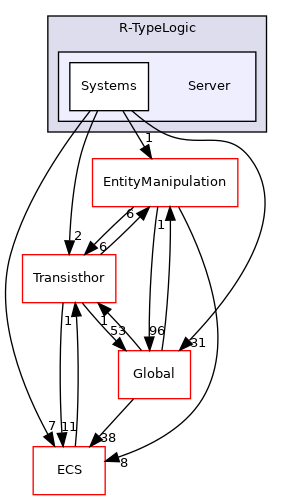 R-TypeLogic
Systems
Server
1
EntityManipulation
2
6
6
1
Transisthor
1
1
53
96
31
Global
7
11
38
8
ECS